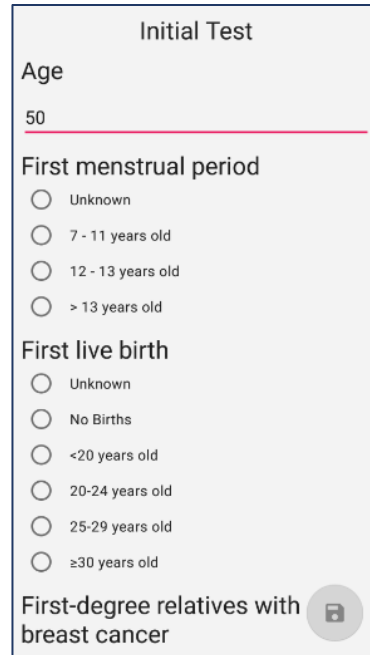 Initial Test
Age
50
First menstrual period
Unknown
7 - 11 years old
12 - 13 years old
> 13 years old
First live birth
Unknown
No Births
<20 years old
20-24 years old
25-29 years old
≥30 years old
First-degree relatives with
breast cancer